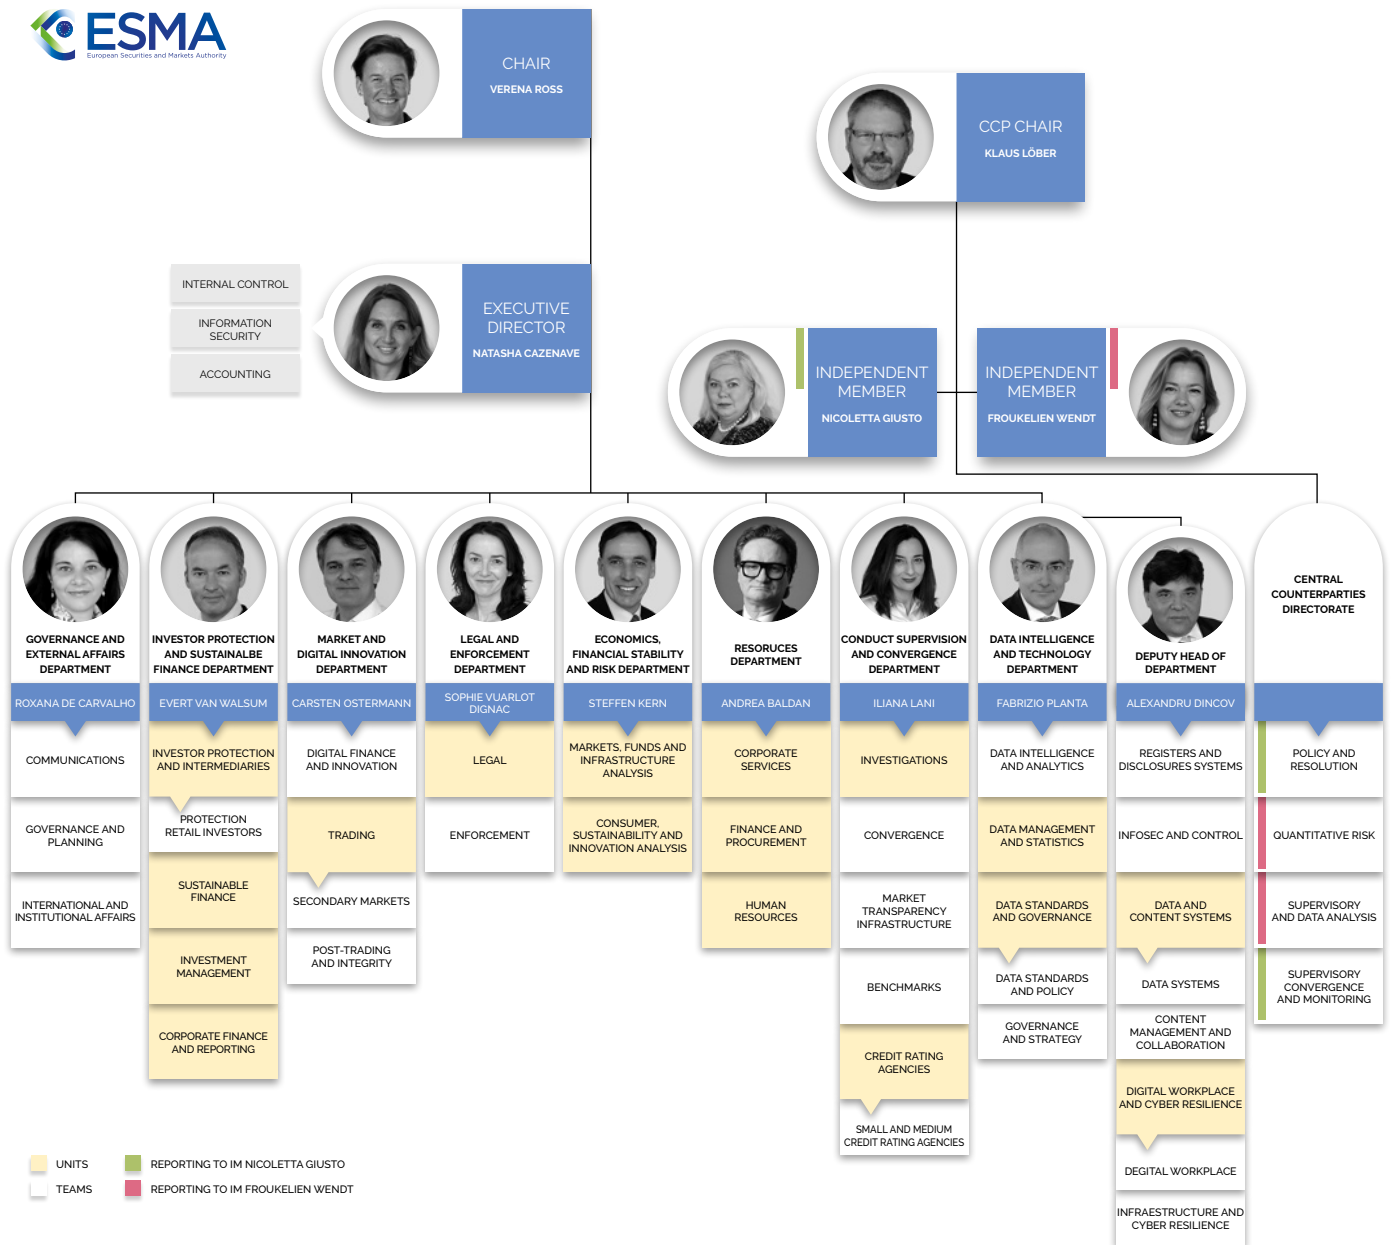 ESMA
European Securities and Markets Authority
CHAIR
VERENA ROSS
CCP CHAIR
KLAUS LÖBER
INTERNAL CONTROL
INFORMATION
SECURITY
ACCOUNTING
EXECUTIVE
DIRECTOR
NATASHA CAZENAVE
INDEPENDENT
MEMBER
NICOLETTA GIUSTO
INDEPENDENT
MEMBER
FROUKELIEN WENDT
GOVERNANCE AND
EXTERNAL AFFAIRS
DEPARTMENT
ROXANA DE CARVALHO
COMMUNICATIONS
GOVERNANCE AND
PLANNING
INTERNATIONAL AND
INSTITUTIONAL AFFAIRS
INVESTOR PROTECTION
AND SUSTAINALBE
FINANCE DEPARTMENT
EVERT VAN WALSUM
INVESTOR PROTECTION
AND INTERMEDIARIES
PROTECTION
RETAIL INVESTORS
SUSTAINABLE
FINANCE
INVESTMENT
MANAGEMENT
CORPORATE FINANCE
AND REPORTING
MARKET AND
DIGITAL INNOVATION
DEPARTMENT
CARSTEN OSTERMANN
DIGITAL FINANCE
AND INNOVATION
TRADING
SECONDARY MARKETS
POST-TRADING
AND INTEGRITY
LEGAL AND
ENFORCEMENT
DEPARTMENT
SOPHIE VUARLOT
DIGNAC
LEGAL
ENFORCEMENT
ECONOMICS,
FINANCIAL STABILITY
AND RISK DEPARTMENT
STEFFEN KERN
MARKETS, FUNDS AND
INFRASTRUCTURE
ANALYSIS
CONSUMER,
SUSTAINABILITY AND
INNOVATION ANALYSIS
RESORUCES
DEPARTMENT
ANDREA BALDAN
CORPORATE
SERVICES
FINANCE AND
PROCUREMENT
HUMAN
RESOURCES
CONDUCT SUPERVISION
AND CONVERGENCE
DEPARTMENT
ILIANA LANI
INVESTIGATIONS
CONVERGENCE
MARKET
TRANSPARENCY
INFRASTRUCTURE
BENCHMARKS
CREDIT RATING
AGENCIES
SMALL AND MEDIUM
CREDIT RATING AGENCIES
DATA INTELLIGENCE
AND TECHNOLOGY
DEPARTMENT
FABRIZIO PLANTA
DATA INTELLIGENCE
AND ANALYTICS
DATA MANAGEMENT
AND STATISTICS
DATA STANDARDS
AND GOVERNANCE
DATA STANDARDS
AND POLICY
GOVERNANCE
AND STRATEGY
DEPUTY HEAD OF
DEPARTMENT
ALEXANDRU DINCOV
REGISTERS AND
DISCLOSURES SYSTEMS
INFOSEC AND CONTROL
DATA AND
CONTENT SYSTEMS
DATA SYSTEMS
CONTENT
MANAGEMENT AND
COLLABORATION
DIGITAL WORKPLACE
AND CYBER RESILIENCE
DEGITAL WORKPLACE
INFRAESTRUCTURE AND
CYBER RESILIENCE
CENTRAL
COUNTERPARTIES
DIRECTORATE
POLICY AND
RESOLUTION
QUANTITATIVE RISK
SUPERVISORY
AND DATA ANALYSIS
SUPERVISORY
CONVERGENCE
AND MONITORING
UNITS
TEAMS
REPORTING TO IM NICOLETTA GIUSTO
REPORTING TO IM FROUKELIEN WENDT